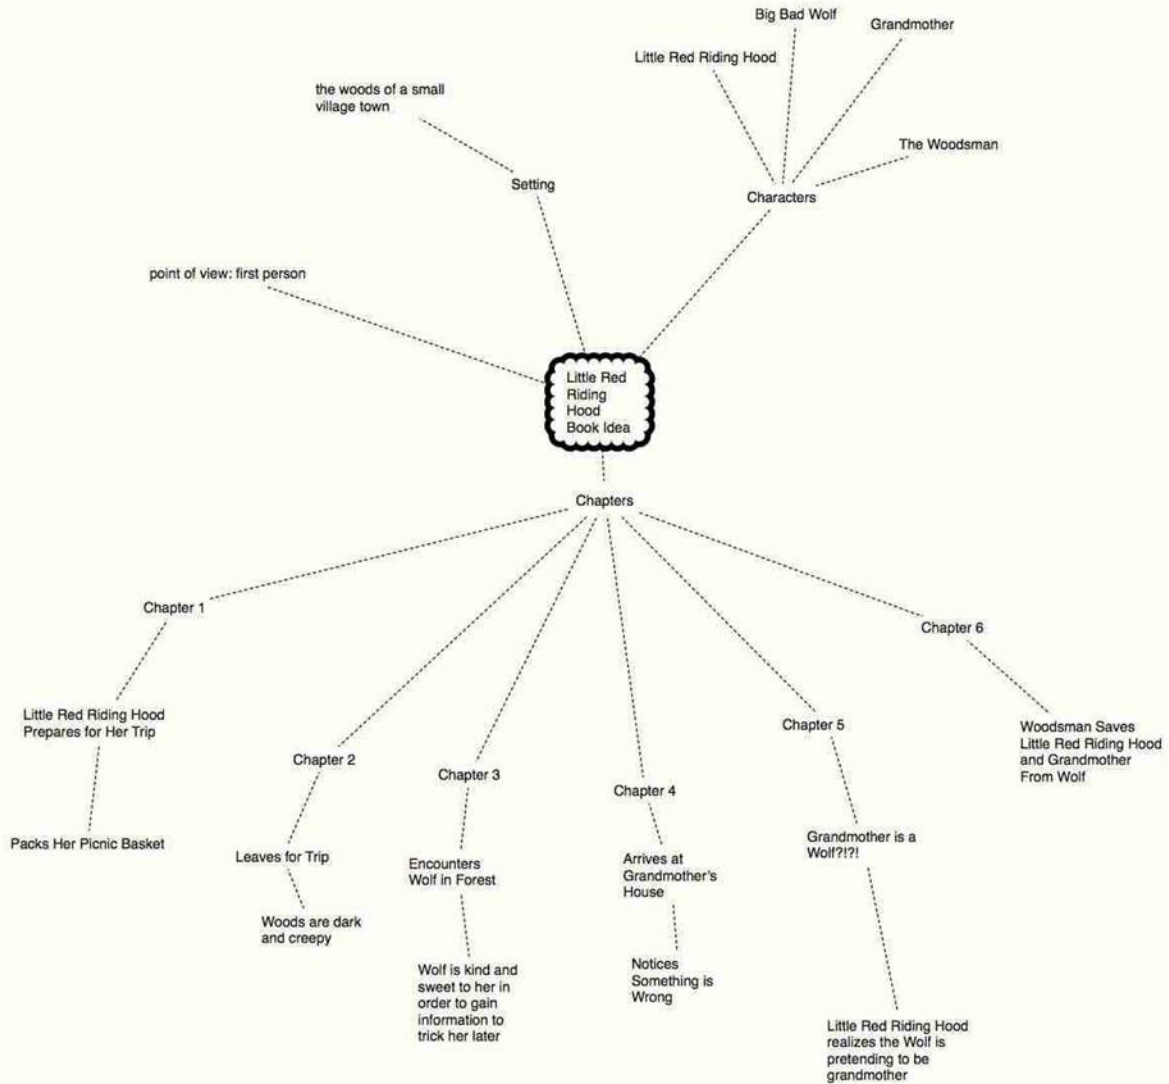 Big Bad Wolf
Grandmother
Little Red Riding Hood
the woods of a small
village town
The Woodsman
Setting
Characters
point of view: first person
Little Red
Riding
Hood
Book Idea
Chapters
Chapter 1
Little Red Riding Hood
Prepares for Her Trip
Packs Her Picnic Basket
Chapter 2
Leaves for Trip
Woods are dark
and creepy
Chapter 3
Encounters
Wolf in Forest
Wolf is kind and
sweet to her in
order to gain
information to
trick her later
Chapter 4
Arrives at
Grandmother's
House
Notices
Something is
Wrong
Chapter 5
Grandmother is a
Wolf?!?!
Little Red Riding Hood
realizes the Wolf is
pretending to be
grandmother
Chapter 6
Woodsman Saves
Little Red Riding Hood
and Grandmother
From Wolf